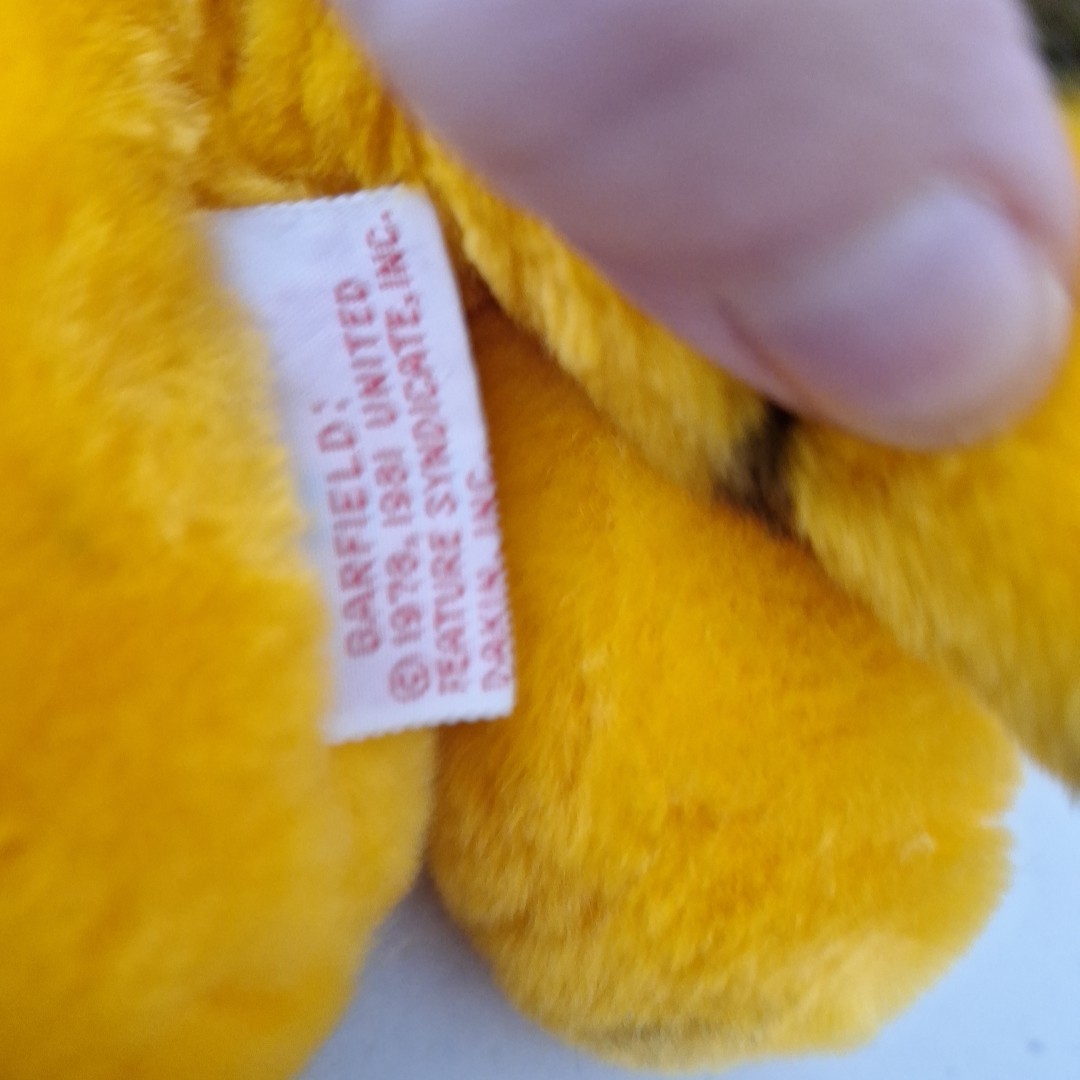 GARFIELD:
© 1978, 1981 UNITED
FEATURE SYNDICATE, INC.
DAKIN, INC.